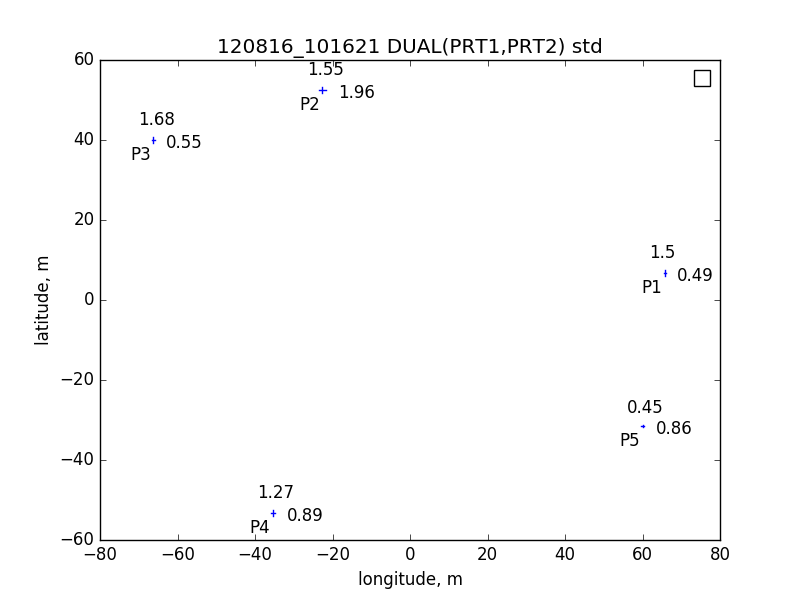 120816_101621 DUAL(PRT1,PRT2) std
60
1.55
P2
1.96
1.68
40
P3
0.55
20
1.5
P1
0.49
0
latitude, m
−20
0.45
P5
0.86
−40
1.27
P4
0.89
−60
−80 −60 −40 −20 0 20 40 60 80
longitude, m